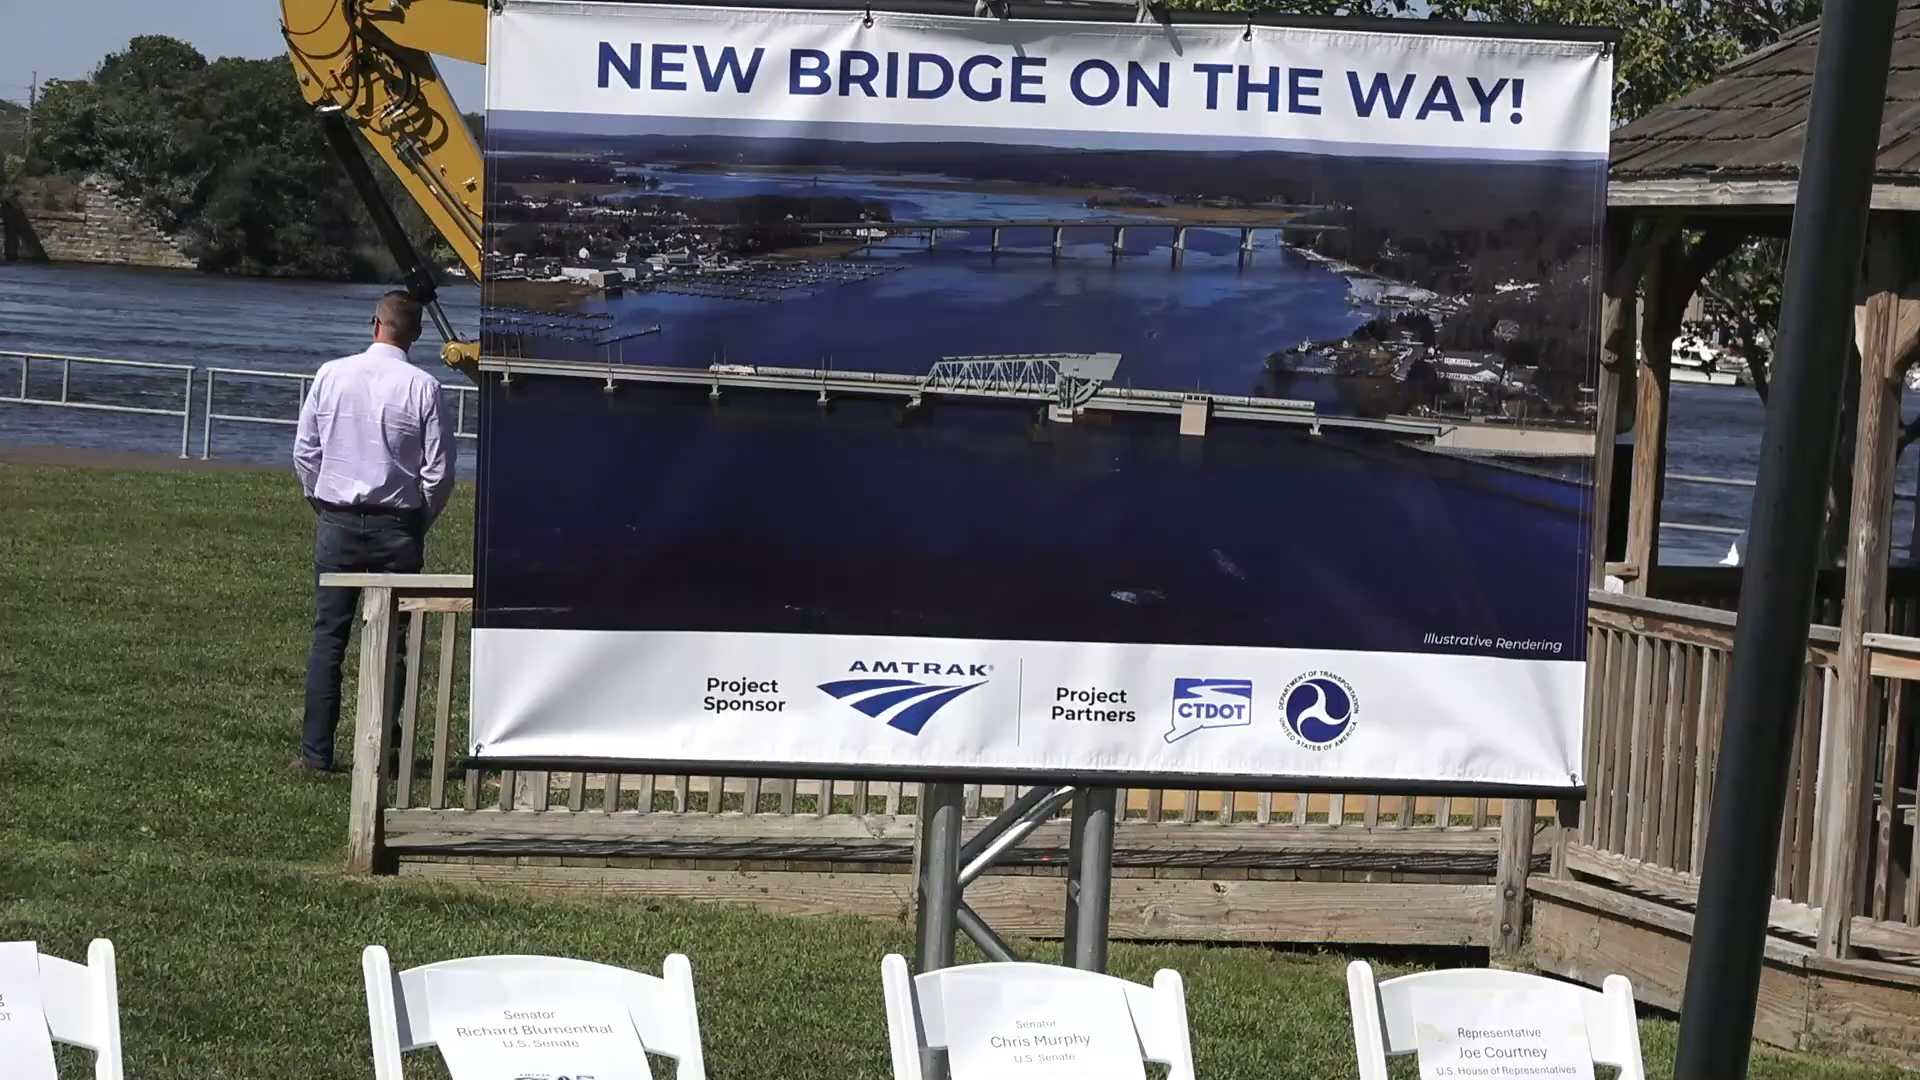 NEW BRIDGE ON THE WAY!
Illustrative Rendering
Project
Sponsor
AMTRAK®
Project
Partners
CTDOT
DEPARTMENT OF TRANSPORTATION
UNITED STATES OF AMERICA
Senator
Richard Blumenthal
U.S. Senate
Senator
Chris Murphy
U.S. Senate
Representative
Joe Courtney
U.S. House of Representatives